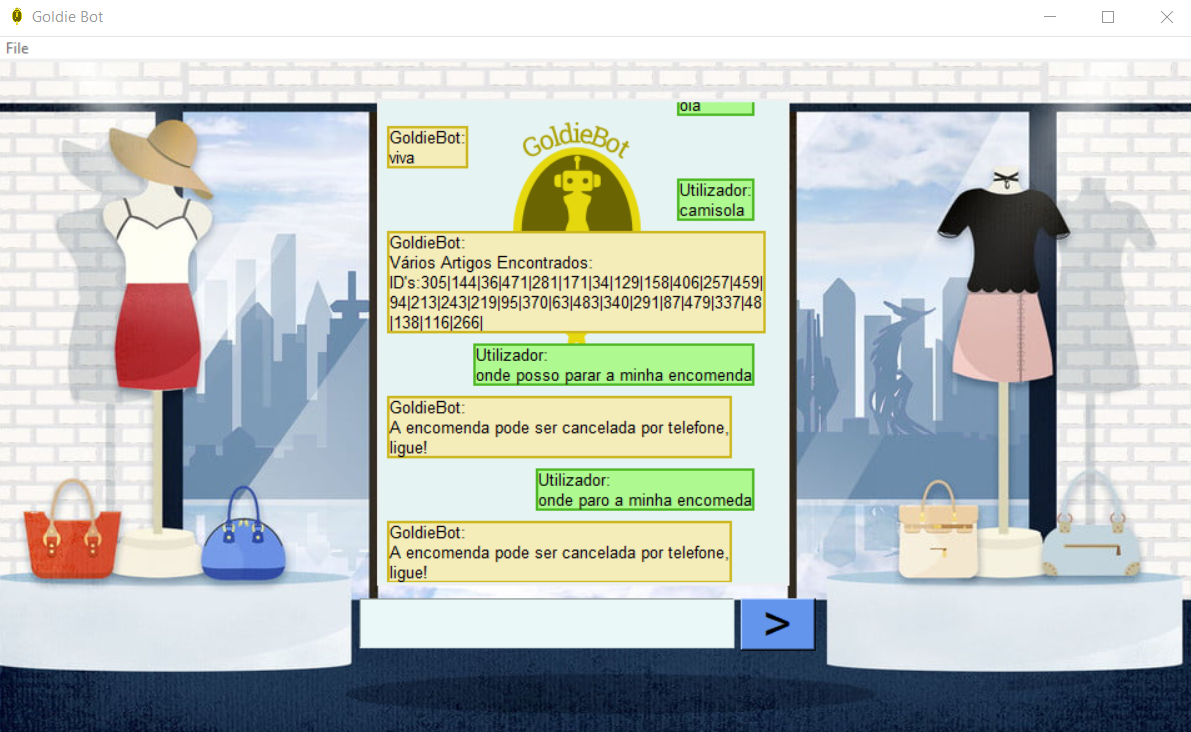 Goldie Bot
File
ola
GoldieBot:
viva
GoldieBot
Utilizador:
camisola
GoldieBot:
Vários Artigos Encontrados:
ID's:305|144|36|471|281|171|34|129|158|406|257|459|
94|213|243|219|95|370|63|483|340|291|87|479|337|48
|138|116|266|
Utilizador:
onde posso parar a minha encomenda
GoldieBot:
A encomenda pode ser cancelada por telefone,
ligue!
Utilizador:
onde paro a minha encomeda
GoldieBot:
A encomenda pode ser cancelada por telefone,
ligue!
>